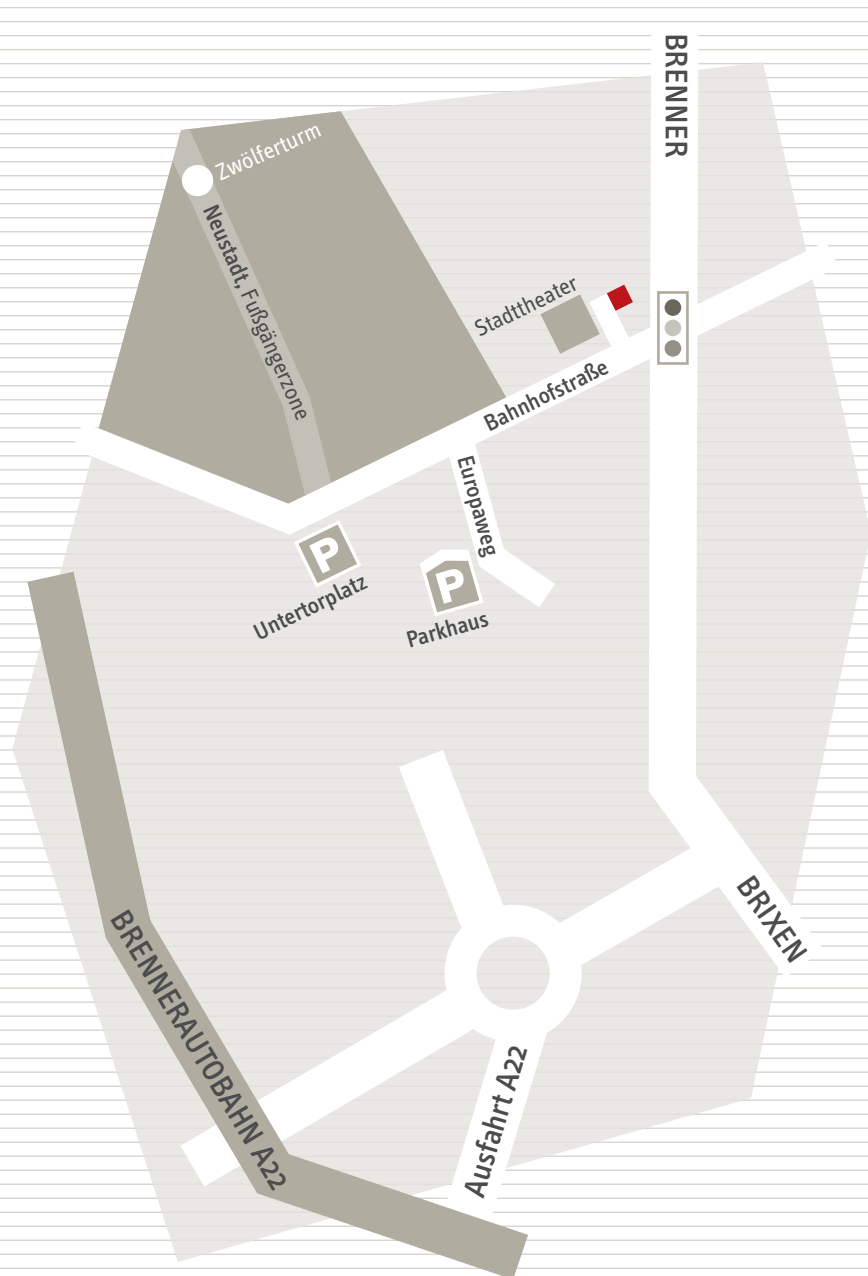 BRENNER
Zwölferturm
Neustadt, Fußgängerzone
Stadttheater
Bahnhofstraße
Europaweg
P
Untertorplatz
P
Parkhaus
BRIXEN
BRENNERAUTOBAHN A22
Ausfahrt A22